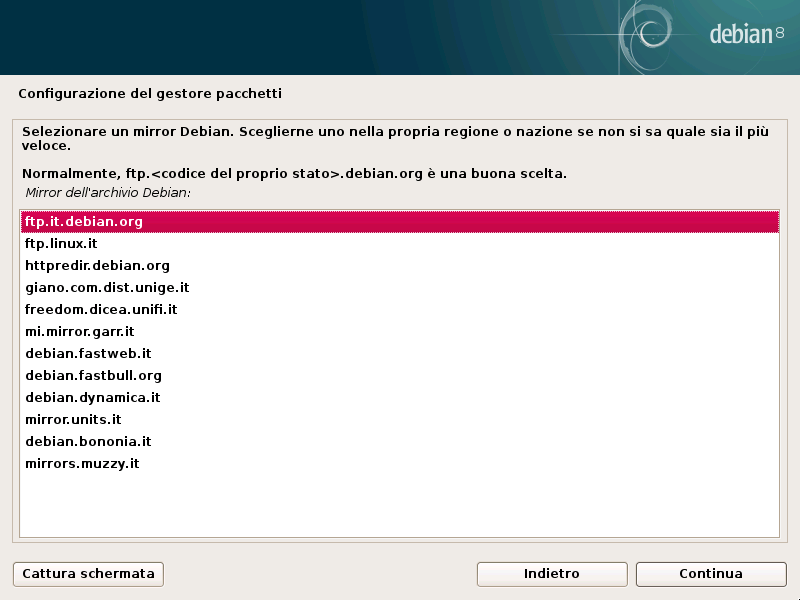 debian 8
Configurazione del gestore pacchetti
Selezionare un mirror Debian. Sceglierne uno nella propria regione o nazione se non si sa quale sia il più
veloce.
Normalmente, ftp.<codice del proprio stato>.debian.org è una buona scelta.
Mirror dell'archivio Debian:
ftp.it.debian.org
ftp.linux.it
httpredir.debian.org
giano.com.dist.unige.it
freedom.dicea.unifi.it
mi.mirror.garr.it
debian.fastweb.it
debian.fastbull.org
debian.dynamica.it
mirror.units.it
debian.bononia.it
mirrors.muzzy.it
Cattura schermata
Indietro
Continua